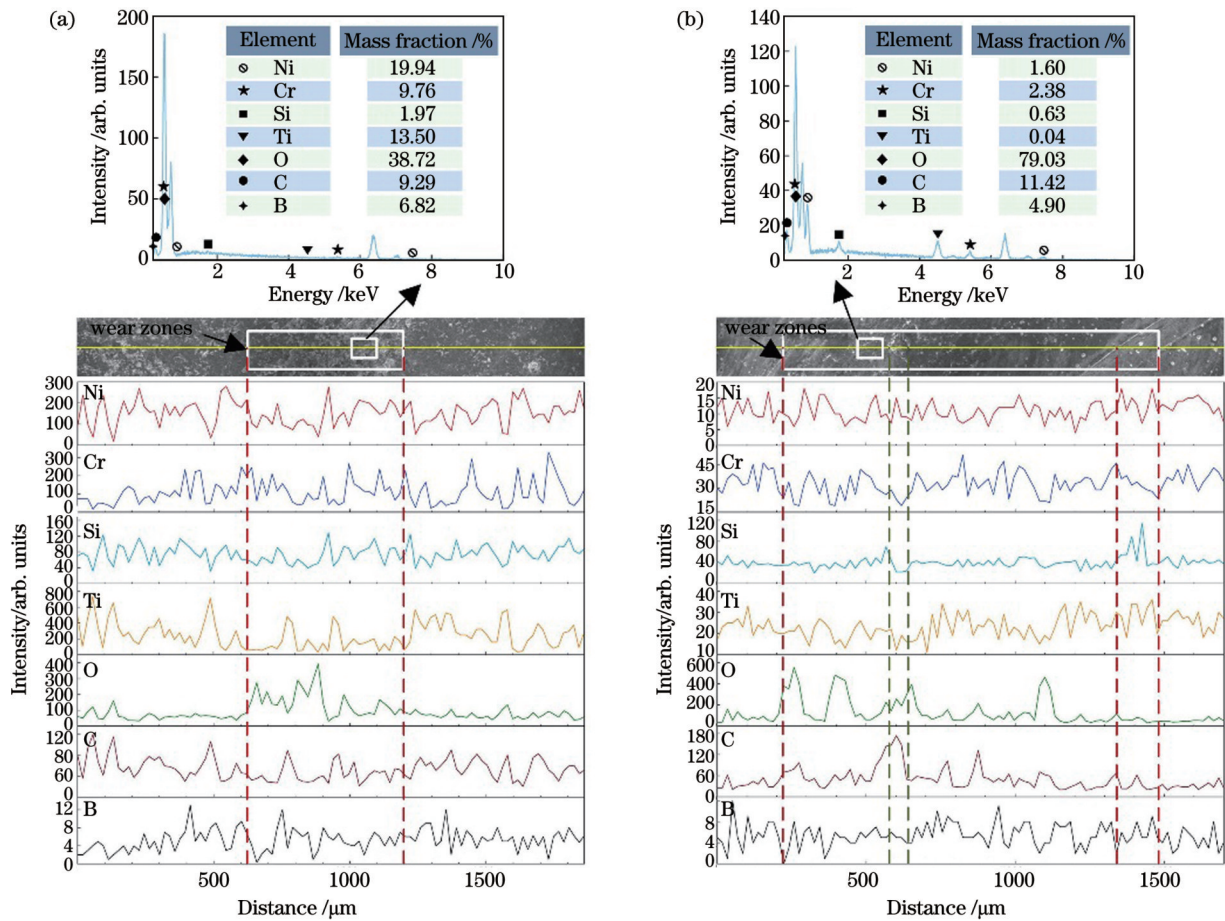 (a)
200
150
100
50
0
Intensity /arb. units
Element Mass fraction /%
Ni 19.94
Cr 9.76
Si 1.97
Ti 13.50
O 38.72
C 9.29
B 6.82
2 4 6 8 10
Energy /keV
wear zones
300
200
100
0
Ni
300
200
100
0
Cr
160
120
80
40
0
Si
800
600
400
200
0
Ti
400
300
200
100
0
O
120
60
0
C
12
8
4
0
B
Intensity/arb. units
500 1000 1500
Distance /μm
(b)
140
120
100
80
60
40
20
0
Intensity /arb. units
Element Mass fraction /%
Ni 1.60
Cr 2.38
Si 0.63
Ti 0.04
O 79.03
C 11.42
B 4.90
2 4 6 8 10
Energy /keV
wear zones
20
15
10
5
0
Ni
45
30
15
Cr
120
80
40
0
Si
40
30
20
10
Ti
600
400
200
0
O
180
120
60
0
C
8
4
0
B
Intensity/arb. units
500 1000 1500
Distance /μm